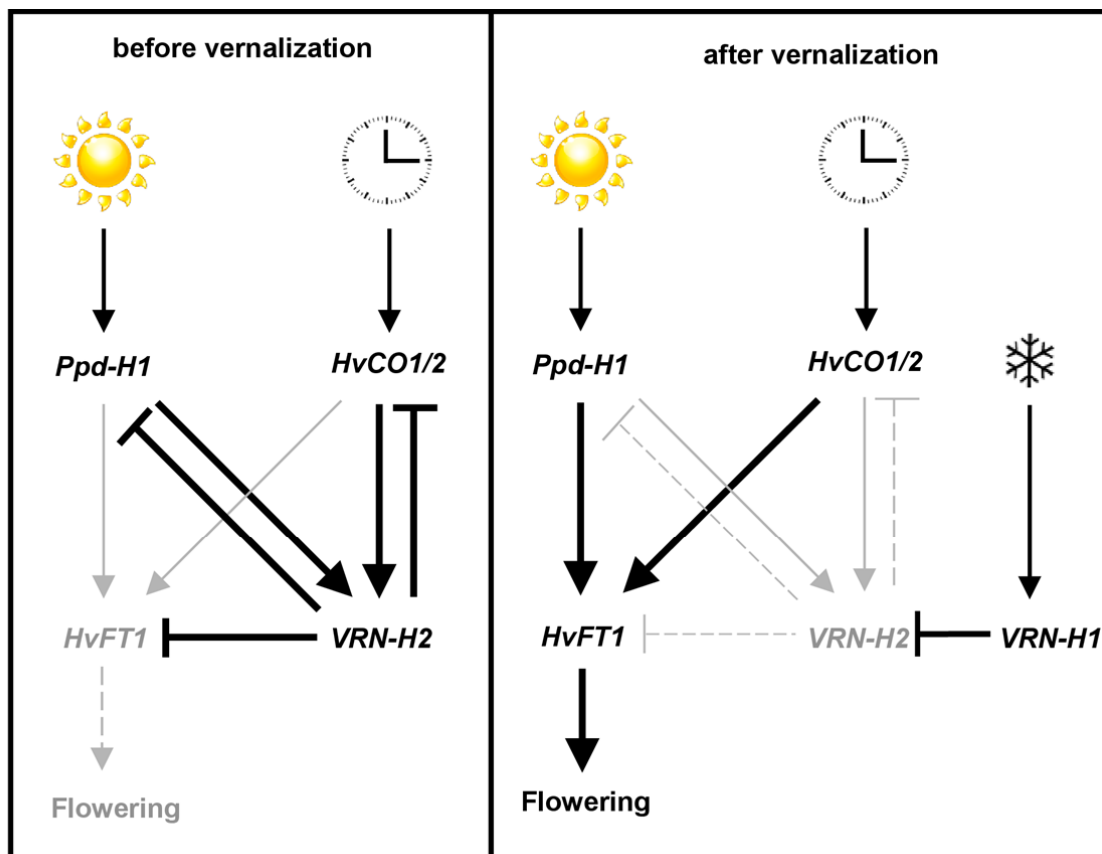 before vernalization
Ppd-H1
HvCO1/2
HvFT1
VRN-H2
Flowering
after vernalization
Ppd-H1
HvCO1/2
HvFT1
VRN-H2
VRN-H1
Flowering